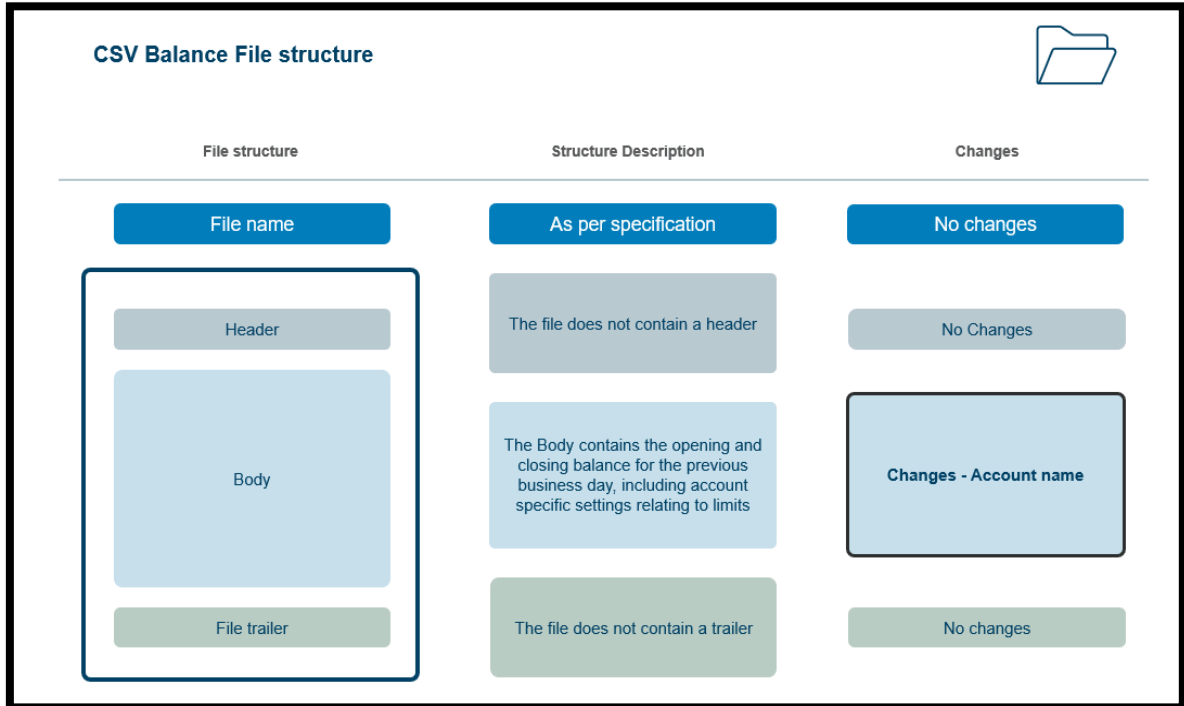 CSV Balance File structure
File structure
Structure Description
Changes
File name
As per specification
No changes
Header
The file does not contain a header
No Changes
Body
The Body contains the opening and
closing balance for the previous
business day, including account
specific settings relating to limits
Changes - Account name
File trailer
The file does not contain a trailer
No changes